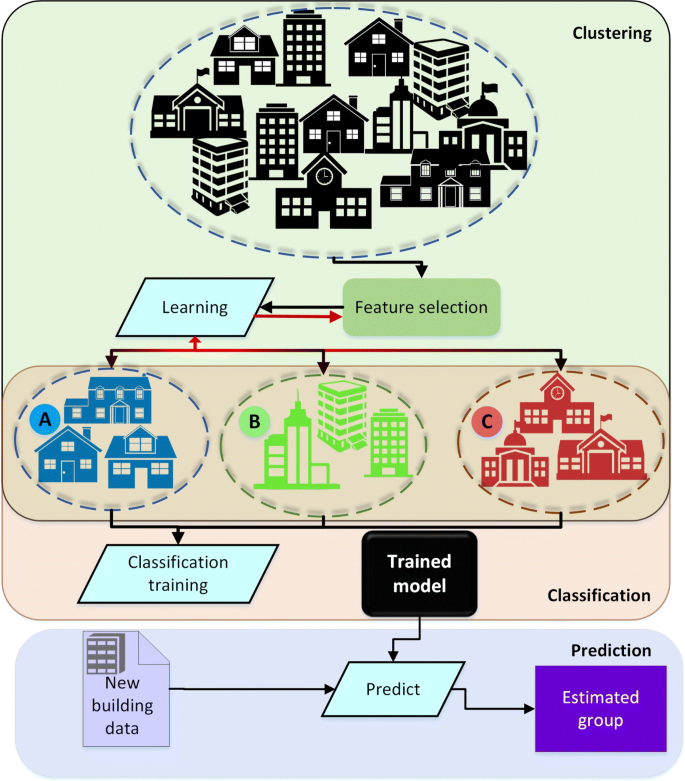 Clustering
Learning
Feature selection
A
B
C
Classification
training
Trained
model
Classification
Prediction
New
building
data
Predict
Estimated
group